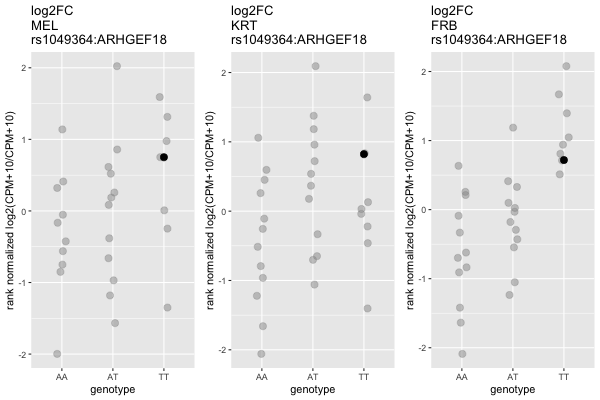 log2FC
MEL
rs1049364:ARHGEF18
rank normalized log2(CPM+10/CPM+10)
2
1
0
-1
-2
AA AT TT
genotype
log2FC
KRT
rs1049364:ARHGEF18
rank normalized log2(CPM+10/CPM+10)
2
1
0
-1
-2
AA AT TT
genotype
log2FC
FRB
rs1049364:ARHGEF18
rank normalized log2(CPM+10/CPM+10)
2
1
0
-1
-2
AA AT TT
genotype